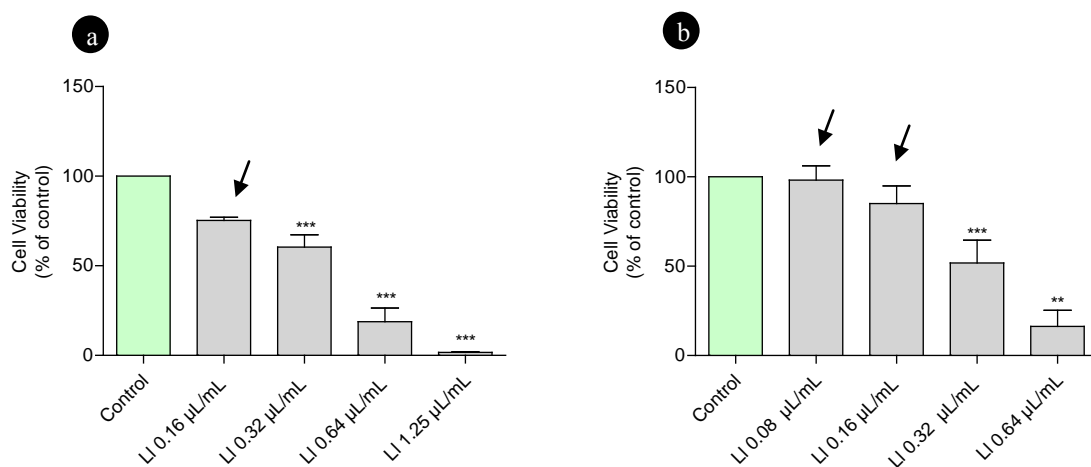 a
150
100
50
0
Cell Viability
(% of control)
***
***
***
Control
LI 0.16 µL/mL
LI 0.32 µL/mL
LI 0.64 µL/mL
LI 1.25 µL/mL
b
150
100
50
0
Cell Viability
(% of control)
***
**
Control
LI 0.08 µL/mL
LI 0.16 µL/mL
LI 0.32 µL/mL
LI 0.64 µL/mL